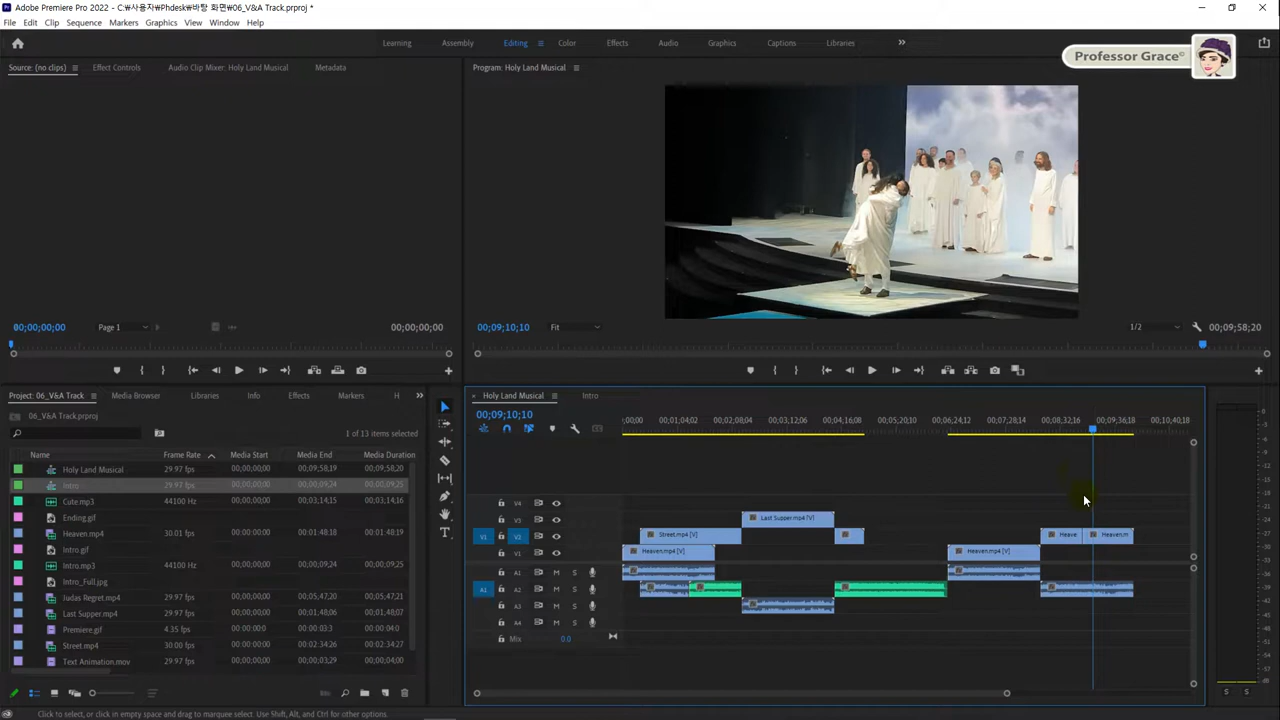 Adobe Premiere Pro 2022 - C:₩사용자₩Phdesk₩바탕 화면₩06_V&A Track.prproj *
File Edit Clip Sequence Markers Graphics View Window Help
Learning Assembly Editing Color Effects Audio Graphics Captions Libraries
Professor Grace©
Source: (no clips) Effect Controls Audio Clip Mixer: Holy Land Musical Metadata
Program: Holy Land Musical
00;00;00;00 Page 1 00;00;00;00
00;09;10;10 Fit 1/2 00;09;58;20
Project: 06_V&A Track Media Browser Libraries Info Effects Markers H
06_V&A Track.prproj
1 of 13 items selected
Name Frame Rate Media Start Media End Media Duration
Holy Land Musical 29.97 fps 00;00;00;00 00;09;58;19 00;09;58;20
Intro 29.97 fps 00;00;00;00 00;00;09;24 00;00;09;25
Cute.mp3 44100 Hz 00;00;00;00 00;03;14;15 00;03;14;16
Ending.gif 29.97 fps
Heaven.mp4 30.01 fps 00;00;00;00 00:01:48:18 00:01:48:19
Intro.gif 29.97 fps
Intro.mp3 44100 Hz 00;00;00;00 00;00;09;24 00;00;09;25
Intro_Full.jpg 29.97 fps
Judas Regret.mp4 29.97 fps 00;00;00;00 00;05;47;20 00;05;47;21
Last Supper.mp4 29.97 fps 00;00;00;00 00;01;48;06 00;01;48;07
Premiere.gif 4.35 fps 00:00:00:0 00:00:03:3 00:00:04:0
Street.mp4 30.00 fps 00:00:00:00 00:02:34:26 00:02:34:27
Text Animation.mov 29.97 fps 00;00;00;00 00;00;03;29 00;00;04;00
Holy Land Musical Intro
00;09;10;10
;00;00 00;01;04;02 00;02;08;04 00;03;12;06 00;04;16;08 00;05;20;10 00;06;24;12 00;07;28;14 00;08;32;16 00;09;36;18 00;10;40;18
V4
V3 Last Supper.mp4 [V]
V1 V2 Street.mp4 [V] Heave Heaven.m
V1 Heaven.mp4 [V] Heaven.mp4 [V]
A1 M S
A1 A2 M S
A3 M S
A4 M S
Mix 0.0
S S
Click to select, or click in empty space and drag to marquee select. Use Shift, Alt, and Ctrl for other options.